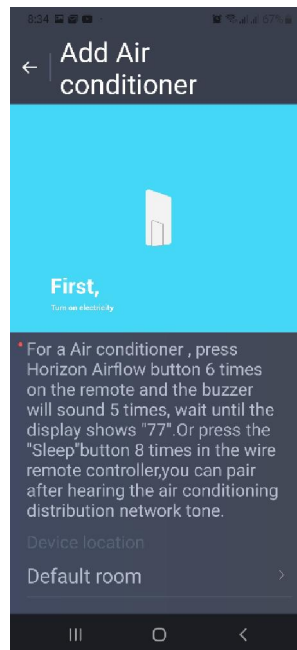 8:34
67%
Add Air
conditioner
First,
Turn on electricity
* For a Air conditioner , press
Horizon Airflow button 6 times
on the remote and the buzzer
will sound 5 times, wait until the
display shows "77".Or press the
"Sleep"button 8 times in the wire
remote controller,you can pair
after hearing the air conditioning
distribution network tone.
Device location
Default room